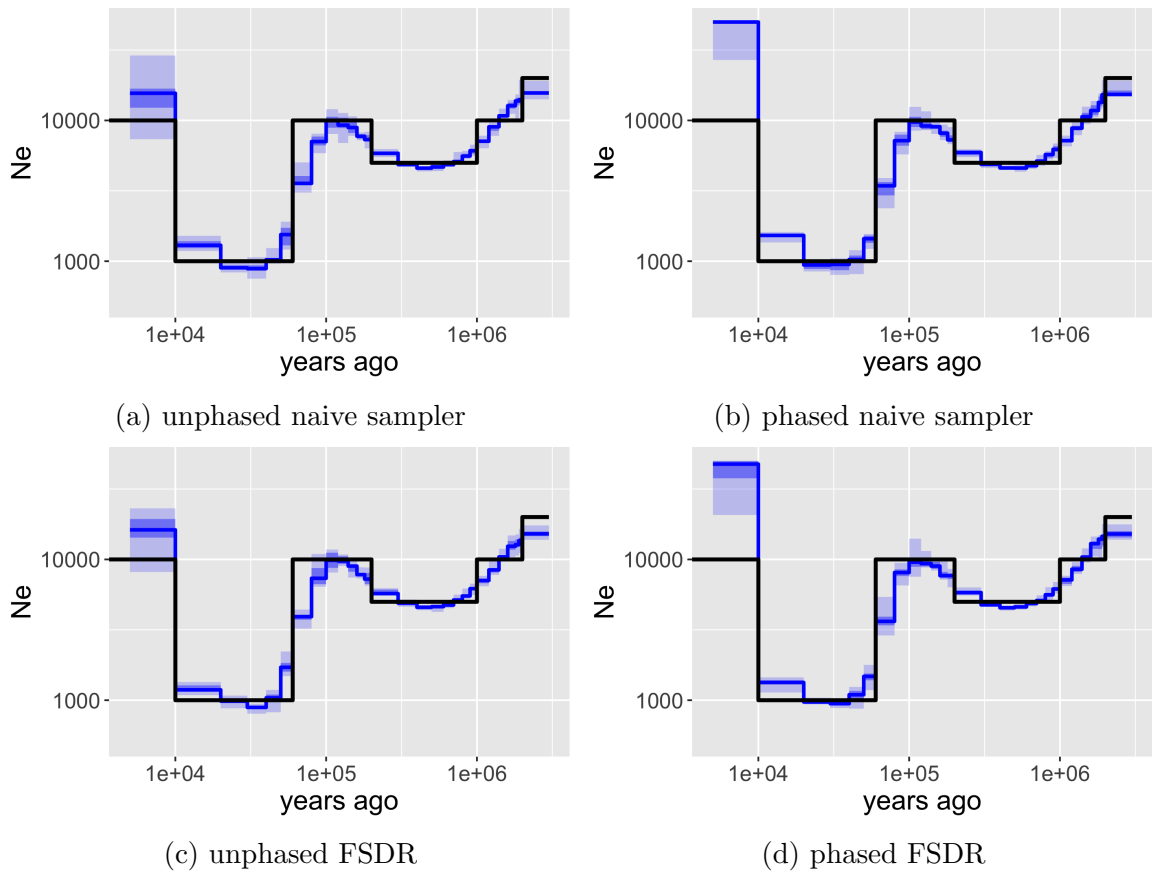 10000
1000
Ne
1e+04 1e+05 1e+06
years ago
(a) unphased naive sampler
10000
1000
Ne
1e+04 1e+05 1e+06
years ago
(b) phased naive sampler
10000
1000
Ne
1e+04 1e+05 1e+06
years ago
(c) unphased FSDR
10000
1000
Ne
1e+04 1e+05 1e+06
years ago
(d) phased FSDR